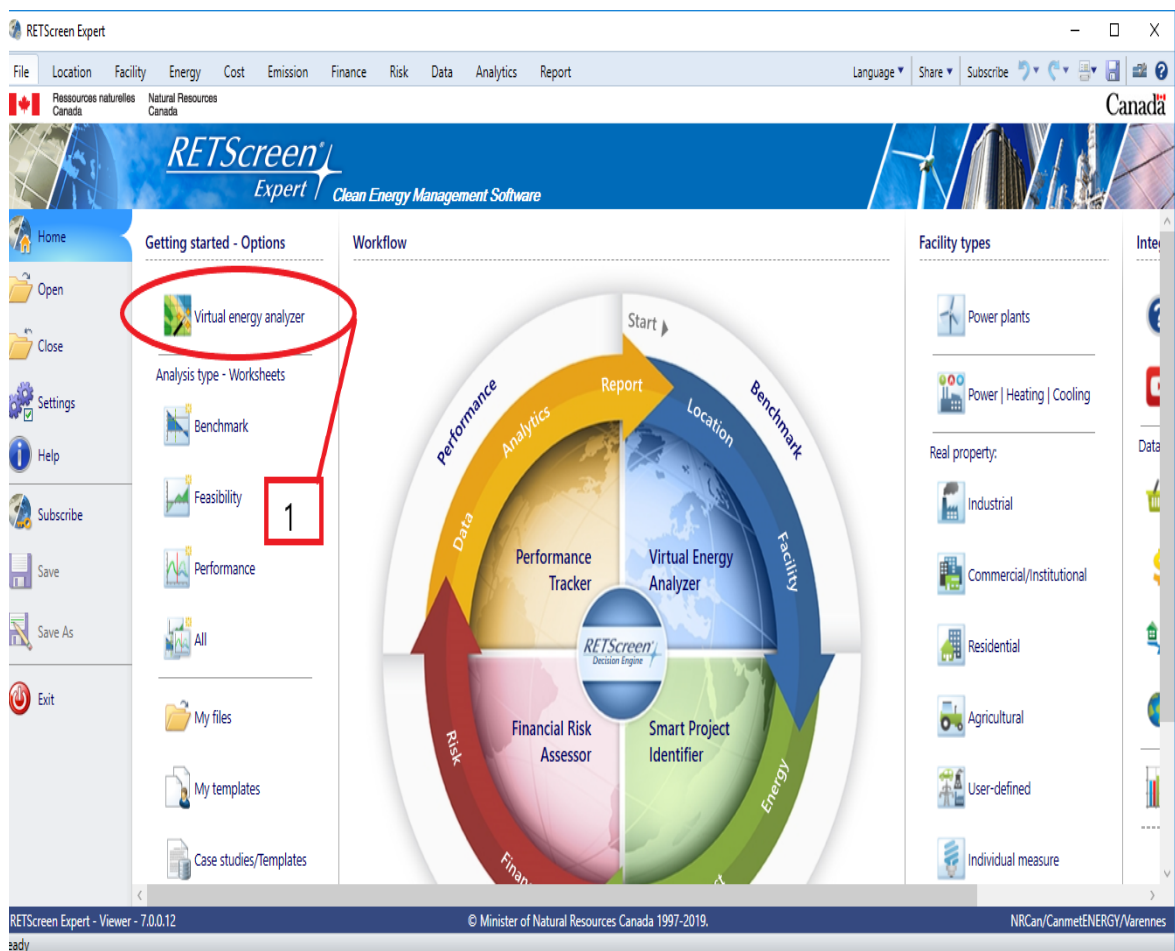 RETScreen Expert
File Location Facility Energy Cost Emission Finance Risk Data Analytics Report Language Share Subscribe
Ressources naturelles Canada
Natural Resources Canada
Canada
RETScreen®
Expert
Clean Energy Management Software
Home
Open
Close
Settings
Help
Subscribe
Save
Save As
Exit
Getting started - Options
Virtual energy analyzer
Analysis type - Worksheets
Benchmark
Feasibility
1
Performance
All
My files
My templates
Case studies/Templates
Workflow
Start
Performance
Benchmark
Report
Location
Analytics
Data
Facility
Performance
Tracker
Virtual Energy
Analyzer
RETScreen®
Decision Engine
Financial Risk
Assessor
Smart Project
Identifier
Risk
Energy
Facility types
Power plants
Power | Heating | Cooling
Real property:
Industrial
Commercial/Institutional
Residential
Agricultural
User-defined
Individual measure
Data
RETScreen Expert - Viewer - 7.0.0.12
© Minister of Natural Resources Canada 1997-2019.
NRCan/CanmetENERGY/Varennes